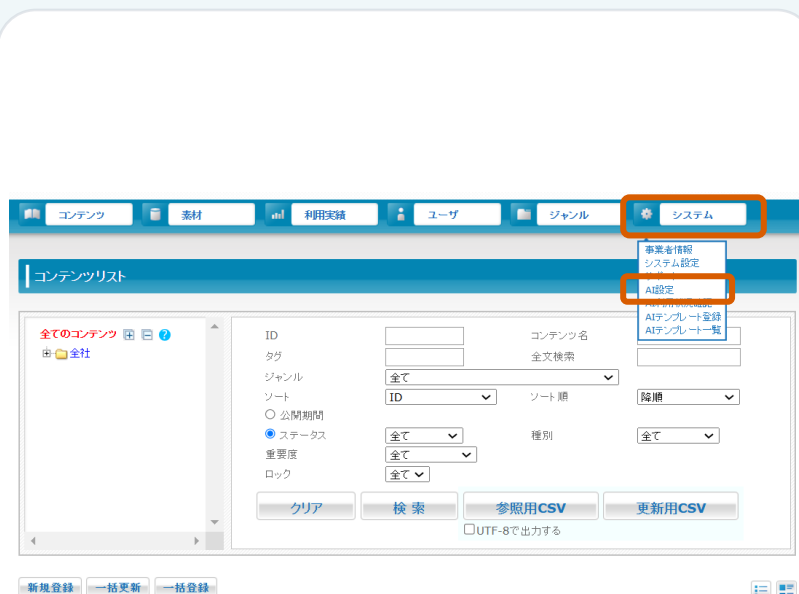 コンテンツ 素材 利用実績 ユーザ ジャンル システム
事業者情報
システム設定
AI設定
AIテンプレート登録
AIテンプレート一覧
コンテンツリスト
全てのコンテンツ
全社
ID コンテンツ名
タグ 全文検索
ジャンル 全て
ソート ID ソート順 降順
公開期間
ステータス 全て 種別 全て
重要度 全て
ロック 全て
クリア 検 索 参照用CSV 更新用CSV
UTF-8で出力する
新規登録 一括更新 一括登録